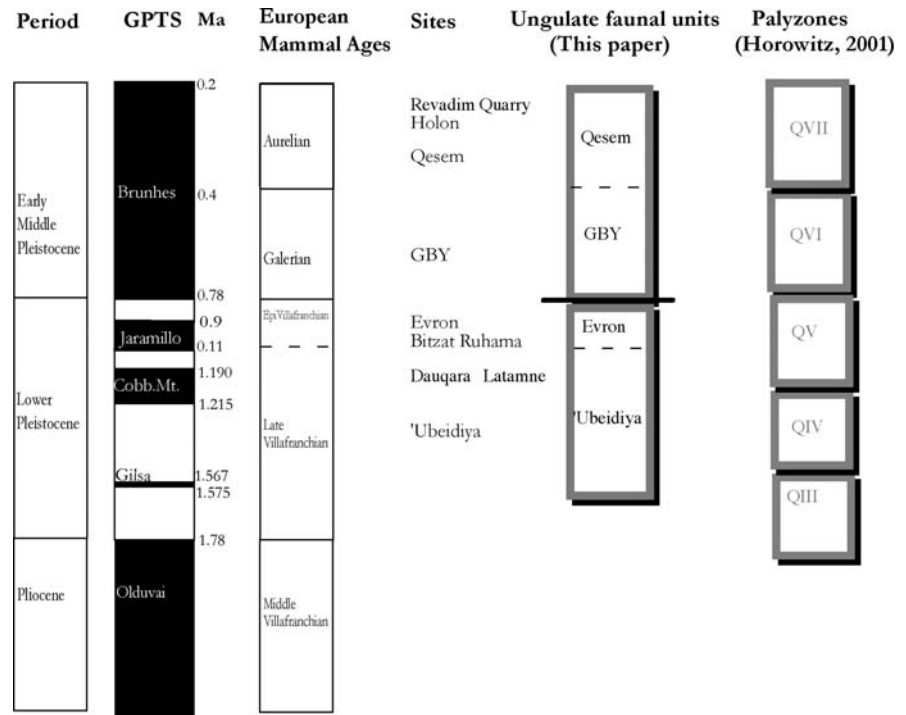 Period
GPTS
Ma
European
Mammal Ages
Sites
Ungulate faunal units
(This paper)
Palyzones
(Horowitz, 2001)
Early
Middle
Pleistocene
Lower
Pleistocene
Pliocene
Brunhes
Jaramillo
Cobb.Mt.
Gilsa
Olduvai
0.2
0.4
0.78
0.9
0.11
1.190
1.215
1.567
1.575
1.78
Aurelian
Galerian
Epi Villafranchian
Late
Villafranchian
Middle
Villafranchian
Revadim Quarry
Holon
Qesem
GBY
Evron
Bitzat Ruhama
Dauqara Latamne
'Ubeidiya
Qesem
GBY
Evron
'Ubeidiya
QVII
QVI
QV
QIV
QIII